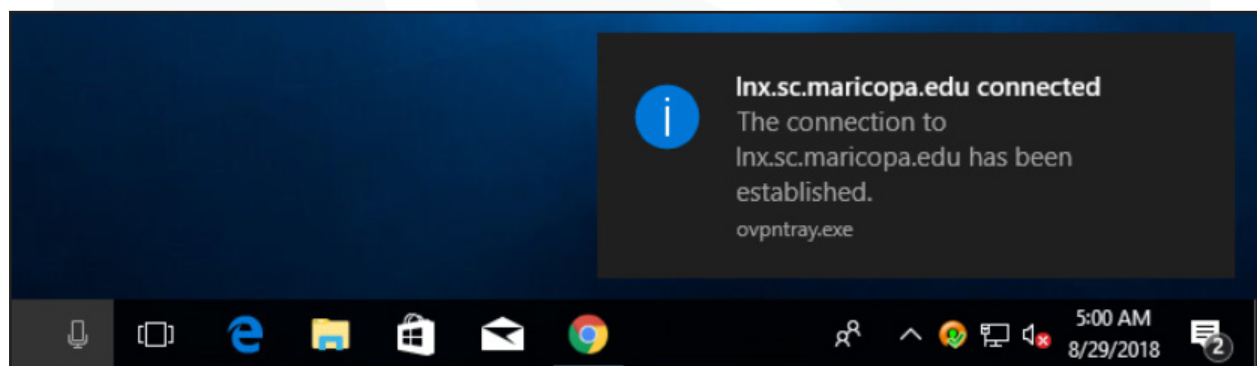 lnx.sc.maricopa.edu connected
The connection to
lnx.sc.maricopa.edu has been
established.
ovpntray.exe
5:00 AM
8/29/2018
2